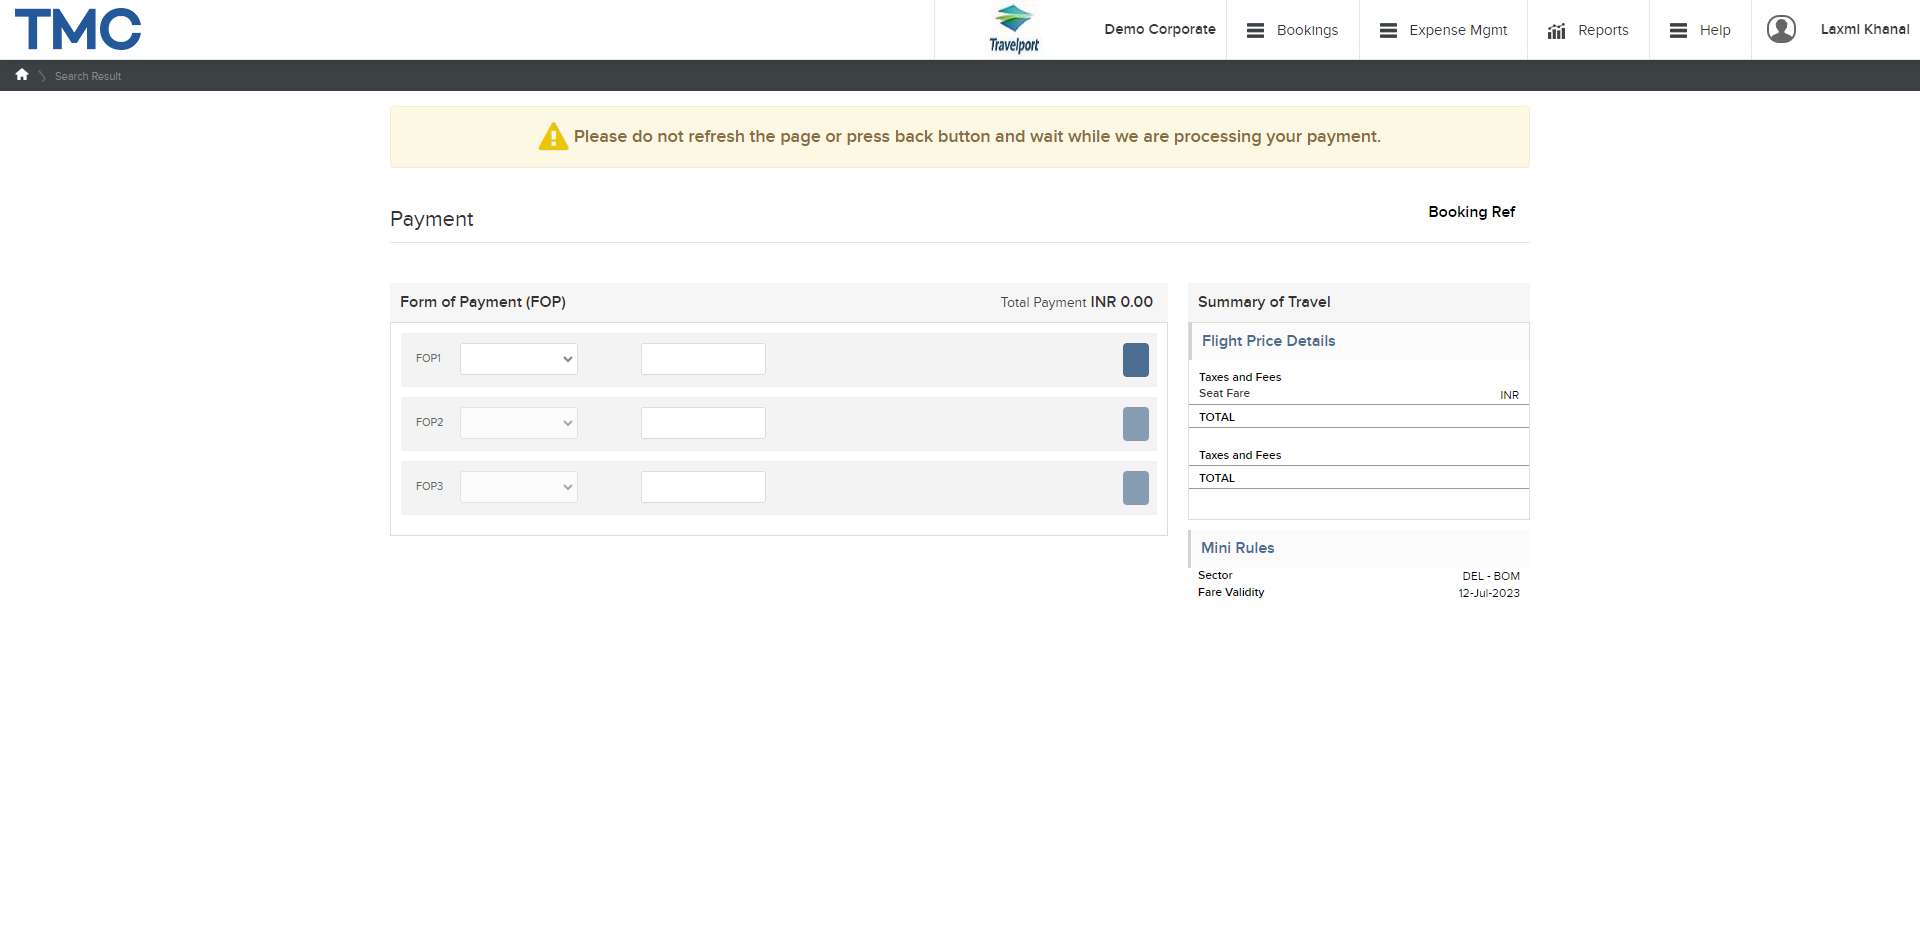 TMC
Travelport
Demo Corporate
Bookings
Expense Mgmt
Reports
Help
Laxmi Khanal
Search Result
Please do not refresh the page or press back button and wait while we are processing your payment.
Payment
Booking Ref
Form of Payment (FOP)
Total Payment INR 0.00
FOP1
FOP2
FOP3
Summary of Travel
Flight Price Details
Taxes and Fees
Seat Fare INR
TOTAL
Taxes and Fees
TOTAL
Mini Rules
Sector DEL - BOM
Fare Validity 12-Jul-2023